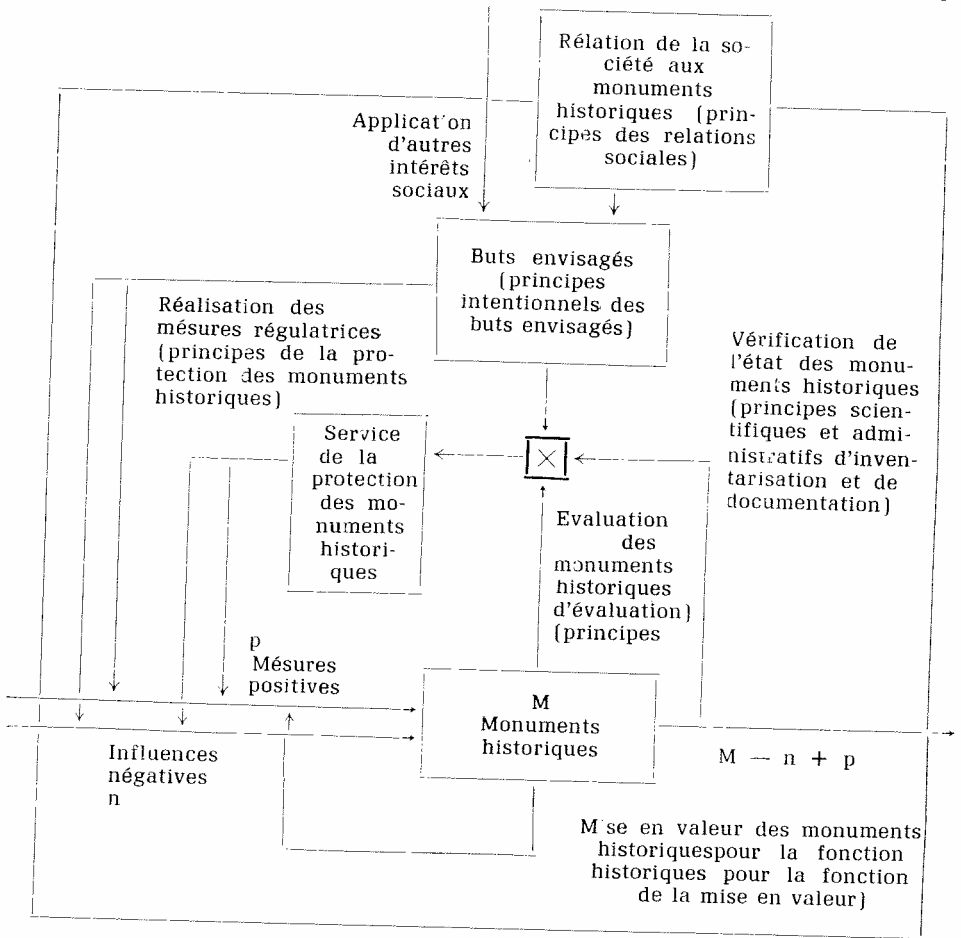 Rélation de la so-
ciété aux
monuments
historiques (prin-
cipes des relations
sociales)
Application
d'autres
intérêts
sociaux
Buts envisagés
(principes
intentionnels des
buts envisagés)
Réalisation des
mésures régulatrices
(principes de la pro-
tection des monuments
historiques)
Vérification de
l'état des monu-
ments historiques
(principes scien-
tifiques et admi-
nistratifs d'inven-
tarisation et de
documentation)
Service
de la
protection
des mo-
numents
histori-
ques
×
Evaluation
des
monuments
historiques
d'évaluation)
(principes
p
Mésures
positives
M
Monuments
historiques
Influences
négatives
n
M — n + p
Mise en valeur des monuments
historiquespour la fonction
historiques pour la fonction
de la mise en valeur)